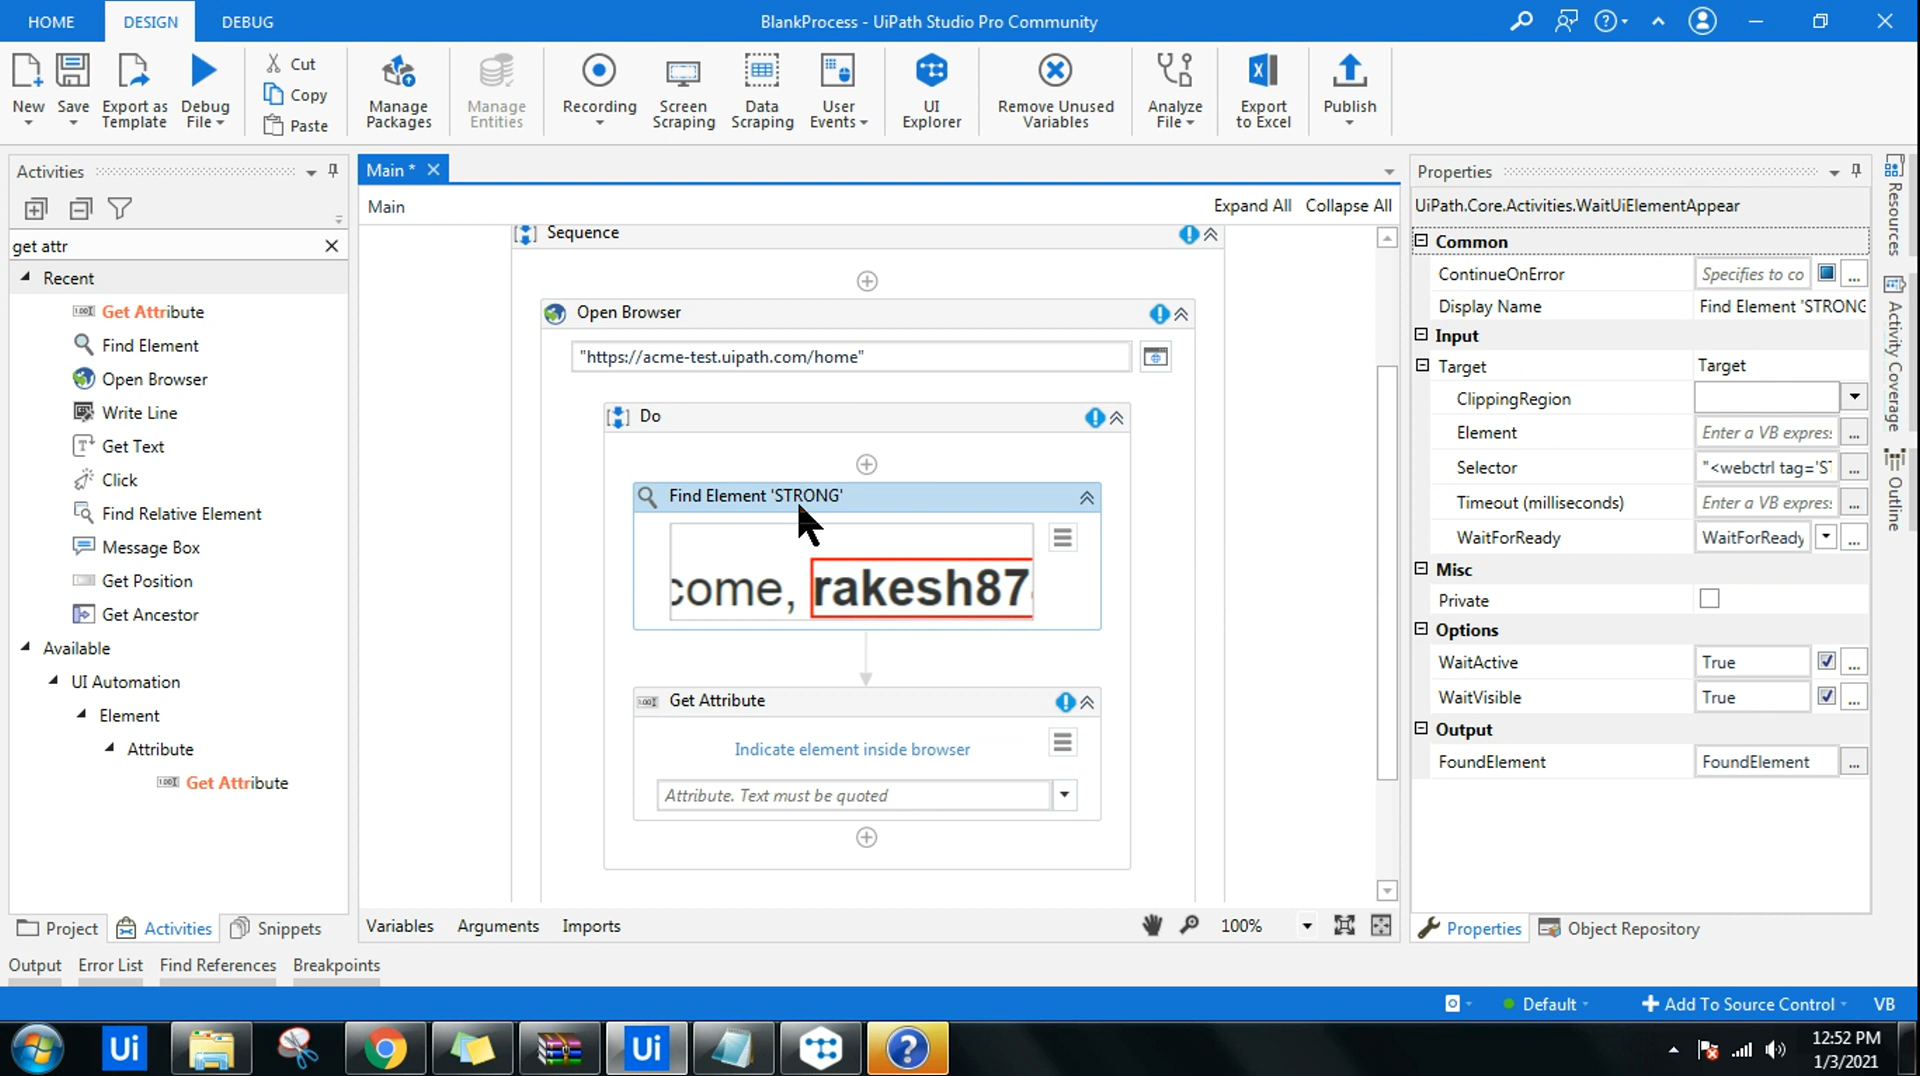 HOME
DESIGN
DEBUG
BlankProcess - UiPath Studio Pro Community
New
Save
Export as Template
Debug File
Cut
Copy
Paste
Manage Packages
Manage Entities
Recording
Screen Scraping
Data Scraping
User Events
UI Explorer
Remove Unused Variables
Analyze File
Export to Excel
Publish
Activities
get attr
Recent
Get Attribute
Find Element
Open Browser
Write Line
Get Text
Click
Find Relative Element
Message Box
Get Position
Get Ancestor
Available
UI Automation
Element
Attribute
Get Attribute
Project
Activities
Snippets
Main *
Main
Expand All
Collapse All
Sequence
Open Browser
"https://acme-test.uipath.com/home"
Do
Find Element 'STRONG'
come, rakesh87
Get Attribute
Indicate element inside browser
Attribute. Text must be quoted
Variables
Arguments
Imports
100%
Properties
UiPath.Core.Activities.WaitUiElementAppear
Common
ContinueOnError
Specifies to co
...
Display Name
Find Element 'STRONG
Input
Target
Target
ClippingRegion
Element
Enter a VB express
...
Selector
"<webctrl tag='ST
...
Timeout (milliseconds)
Enter a VB express
...
WaitForReady
WaitForReady
...
Misc
Private
Options
WaitActive
True
...
WaitVisible
True
...
Output
FoundElement
FoundElement
...
Properties
Object Repository
Resources
Activity Coverage
Outline
Output
Error List
Find References
Breakpoints
Default
Add To Source Control
VB
Ui
Ui
12:52 PM
1/3/2021